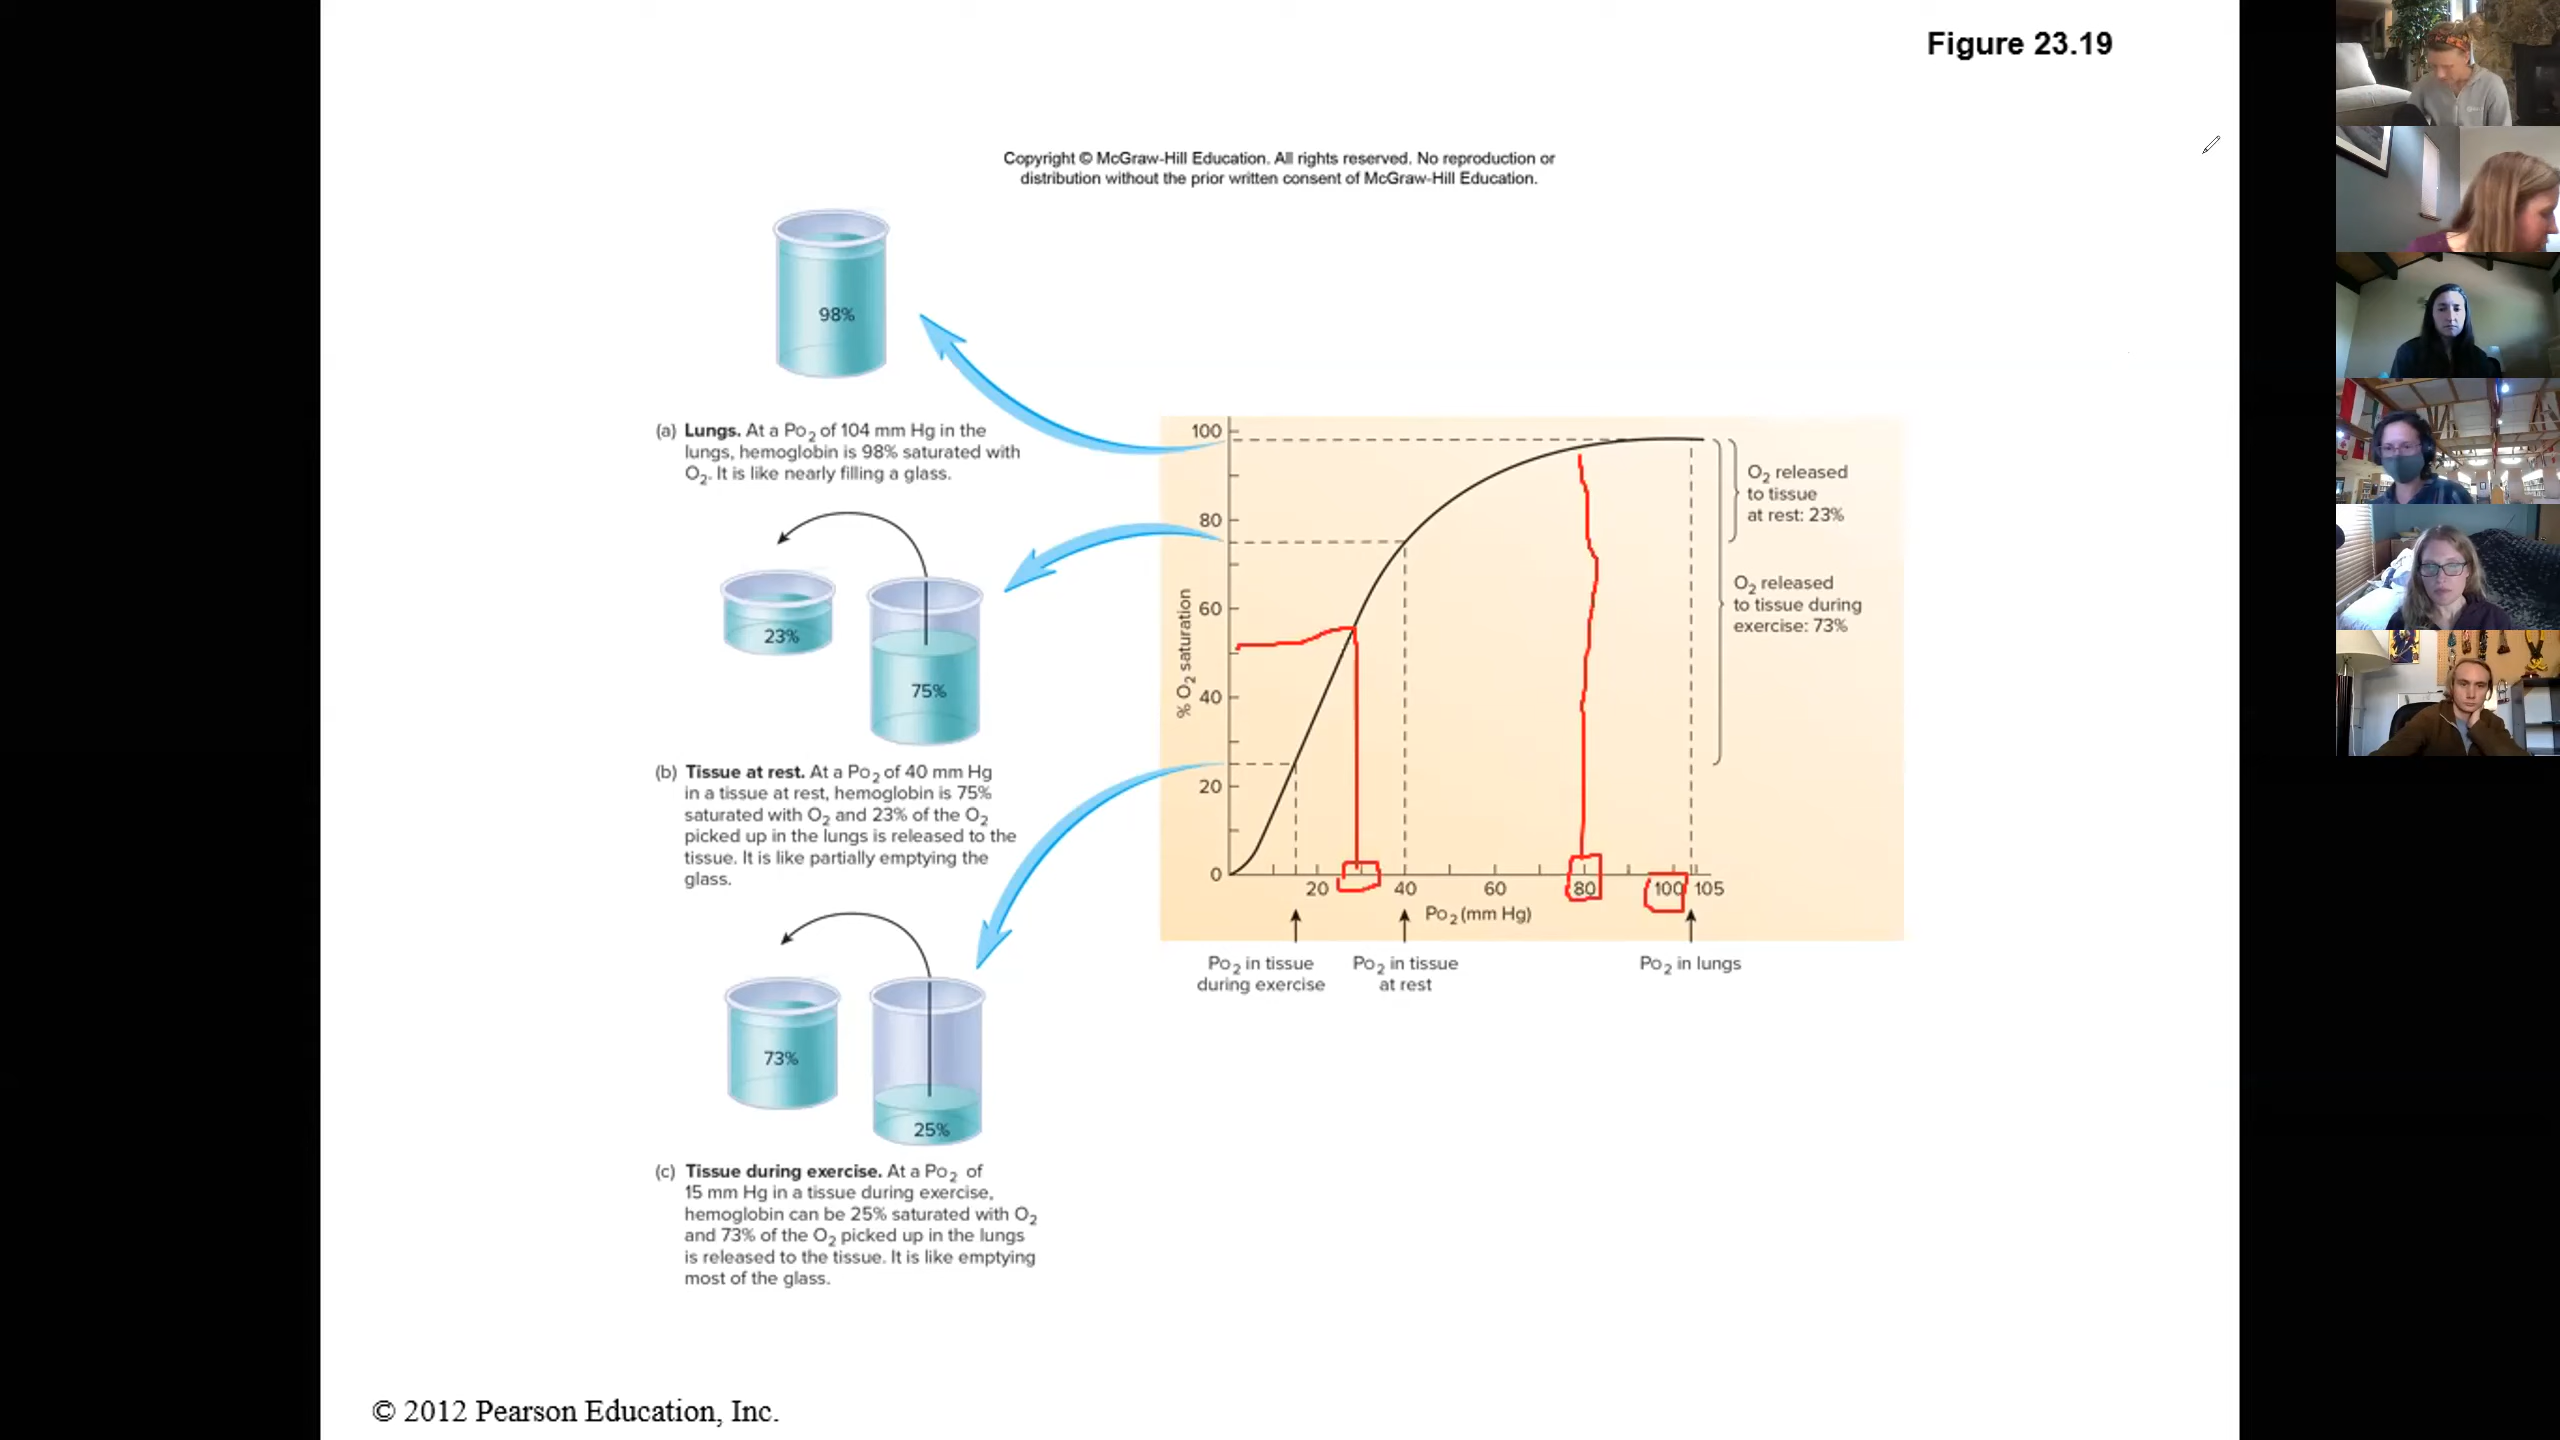 Figure 23.19
Copyright © McGraw-Hill Education. All rights reserved. No reproduction or
distribution without the prior written consent of McGraw-Hill Education.
98%
(a) Lungs. At a Po2 of 104 mm Hg in the
lungs, hemoglobin is 98% saturated with
O2. It is like nearly filling a glass.
23%
75%
(b) Tissue at rest. At a Po2 of 40 mm Hg
in a tissue at rest, hemoglobin is 75%
saturated with O2 and 23% of the O2
picked up in the lungs is released to the
tissue. It is like partially emptying the
glass.
73%
25%
(c) Tissue during exercise. At a Po2 of
15 mm Hg in a tissue during exercise,
hemoglobin can be 25% saturated with O2
and 73% of the O2 picked up in the lungs
is released to the tissue. It is like emptying
most of the glass.
% O2 saturation
100
80
60
40
20
0
20 40 60 80 100 105
Po2 (mm Hg)
O2 released
to tissue
at rest: 23%
O2 released
to tissue during
exercise: 73%
Po2 in tissue
during exercise
Po2 in tissue
at rest
Po2 in lungs
© 2012 Pearson Education, Inc.